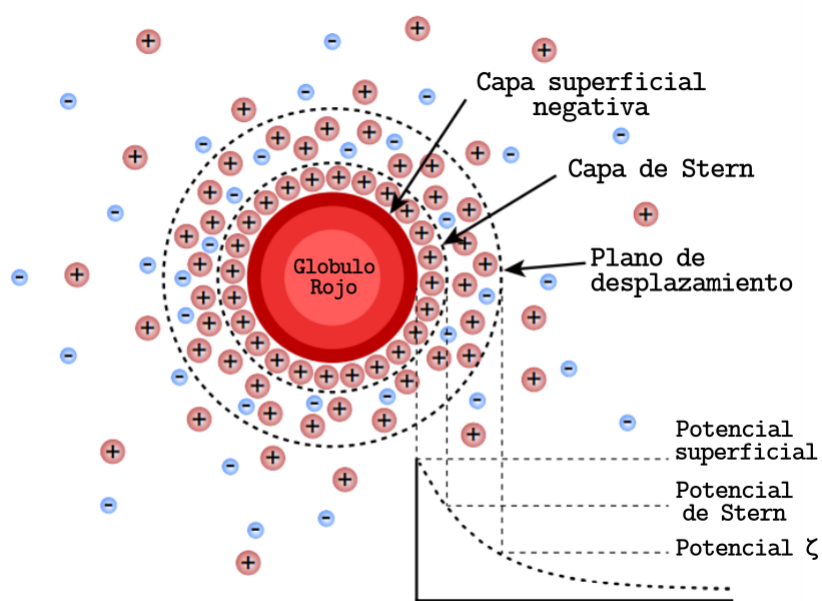 Capa superficial
negativa
Capa de Stern
Plano de
desplazamiento
Globulo
Rojo
Potencial
superficial
Potencial
de Stern
Potencial ζ